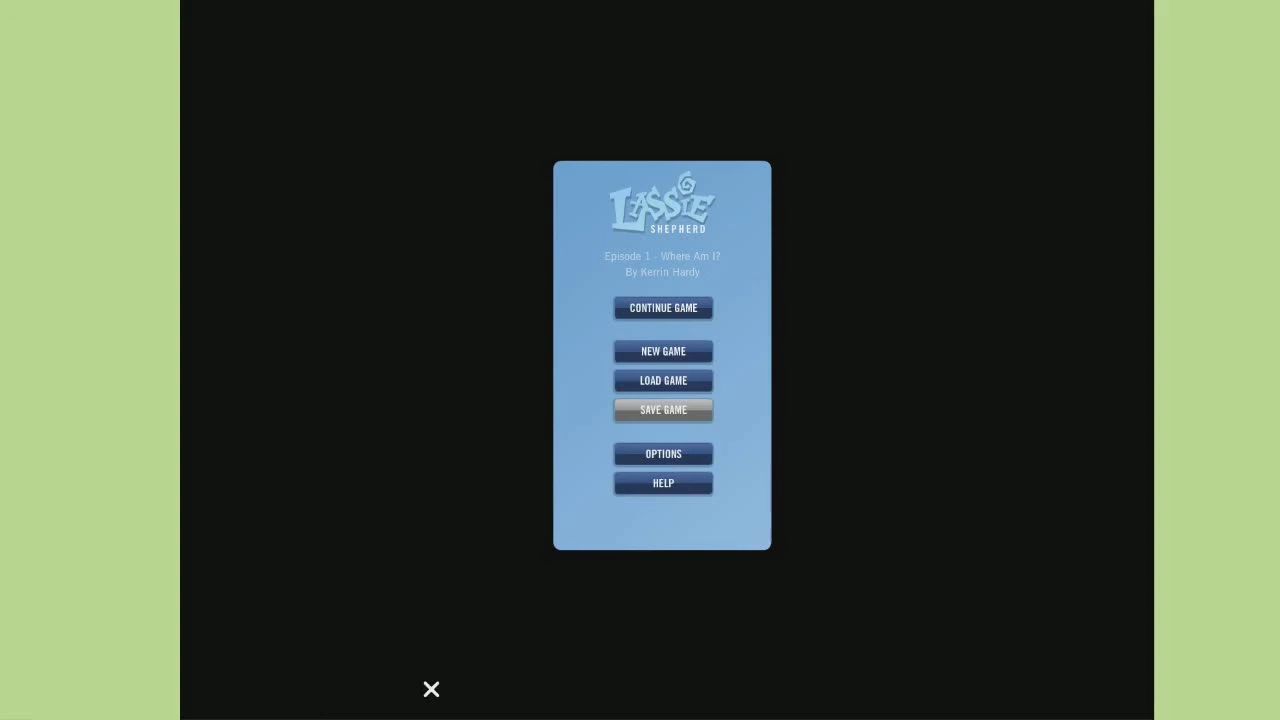 LASSIE
SHEPHERD
Episode 1 - Where Am I?
By Kerrin Hardy
CONTINUE GAME
NEW GAME
LOAD GAME
SAVE GAME
OPTIONS
HELP